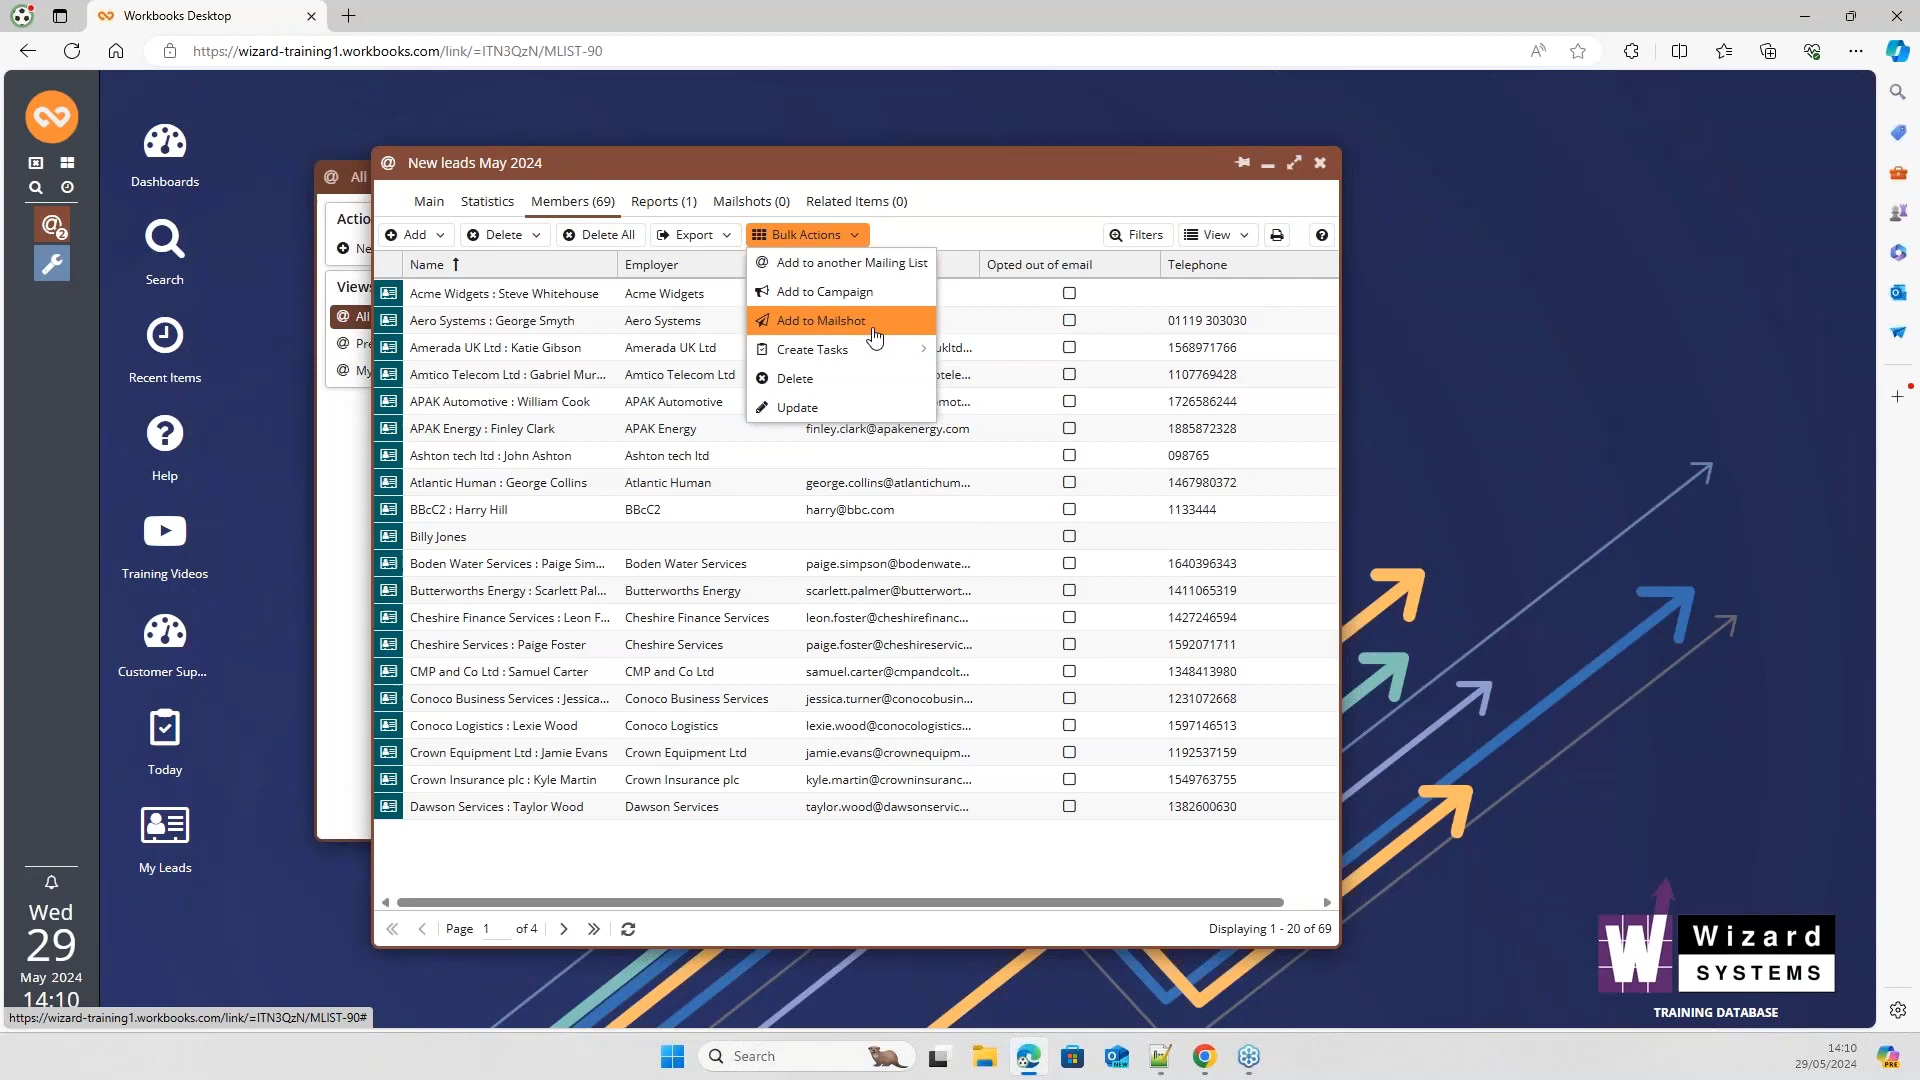 Workbooks Desktop
https://wizard-training1.workbooks.com/link/=ITN3QzN/MLIST-90
Dashboards
Search
Recent Items
Help
Training Videos
Customer Sup...
Today
My Leads
2
Wed
29
May 2024
14:10
All
Actio
Ne
Views
All
Pre
My
New leads May 2024
Main Statistics Members (69) Reports (1) Mailshots (0) Related Items (0)
Add Delete Delete All Export Bulk Actions Filters View
Name Employer Opted out of email Telephone
Add to another Mailing List
Add to Campaign
Add to Mailshot
Create Tasks
Delete
Update
Acme Widgets : Steve Whitehouse Acme Widgets
Aero Systems : George Smyth Aero Systems 01119 303030
Amerada UK Ltd : Katie Gibson Amerada UK Ltd ukltd... 1568971766
Amtico Telecom Ltd : Gabriel Mur... Amtico Telecom Ltd otele... 1107769428
APAK Automotive : William Cook APAK Automotive mot... 1726586244
APAK Energy : Finley Clark APAK Energy finley.clark@apakenergy.com 1885872328
Ashton tech ltd : John Ashton Ashton tech ltd 098765
Atlantic Human : George Collins Atlantic Human george.collins@atlantichum... 1467980372
BBcC2 : Harry Hill BBcC2 harry@bbc.com 1133444
Billy Jones
Boden Water Services : Paige Sim... Boden Water Services paige.simpson@bodenwate... 1640396343
Butterworths Energy : Scarlett Pal... Butterworths Energy scarlett.palmer@butterwort... 1411065319
Cheshire Finance Services : Leon F... Cheshire Finance Services leon.foster@cheshirefinanc... 1427246594
Cheshire Services : Paige Foster Cheshire Services paige.foster@cheshireservic... 1592071711
CMP and Co Ltd : Samuel Carter CMP and Co Ltd samuel.carter@cmpandcolt... 1348413980
Conoco Business Services : Jessica... Conoco Business Services jessica.turner@conocobusin... 1231072668
Conoco Logistics : Lexie Wood Conoco Logistics lexie.wood@conocologistics... 1597146513
Crown Equipment Ltd : Jamie Evans Crown Equipment Ltd jamie.evans@crownequipm... 1192537159
Crown Insurance plc : Kyle Martin Crown Insurance plc kyle.martin@crowninsuranc... 1549763755
Dawson Services : Taylor Wood Dawson Services taylor.wood@dawsonservic... 1382600630
Page 1 of 4 Displaying 1 - 20 of 69
W Wizard
SYSTEMS
TRAINING DATABASE
https://wizard-training1.workbooks.com/link/=ITN3QzN/MLIST-90#
Search
14:10
29/05/2024